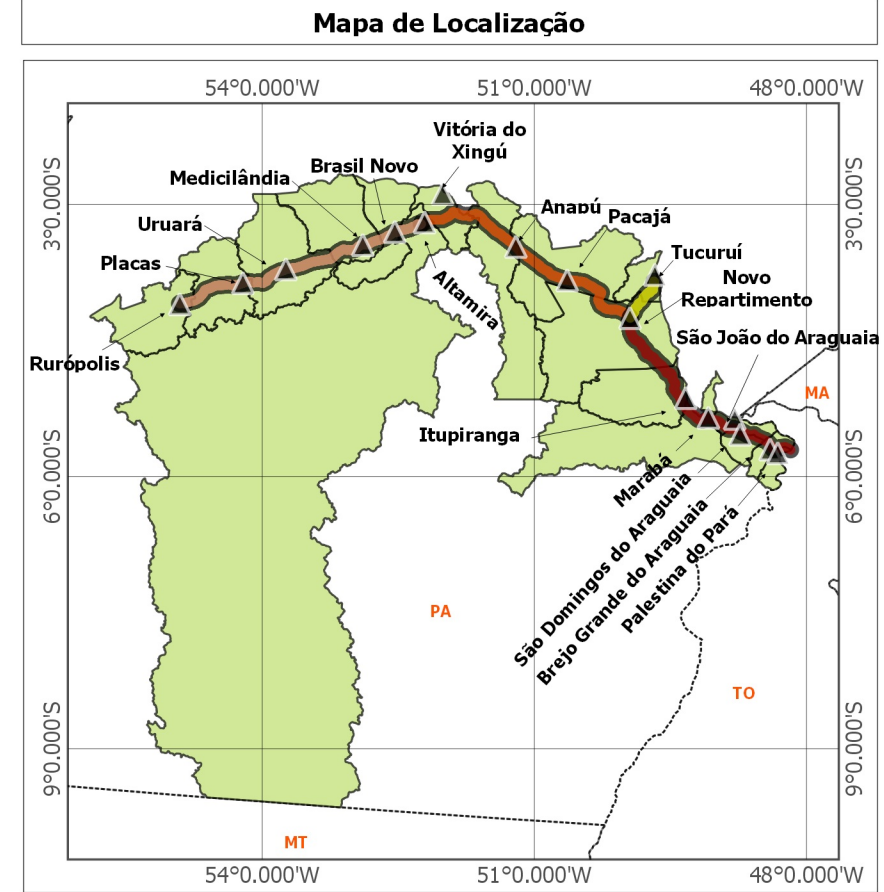 Mapa de Localização
54°0.000'W
51°0.000'W
48°0.000'W
Vitória do
Xingú
Brasil Novo
Medicilândia
3°0.000'S
3°0.000'S
Anapú
Pacajá
Uruará
Tucuruí
Placas
Novo
Repartimento
Altamira
São João do Araguaia
Rurópolis
MA
Itupiranga
Marabá
6°0.000'S
6°0.000'S
São Domingos do Araguaia
Brejo Grande do Araguaia
Palestina do Pará
PA
TO
9°0.000'S
9°0.000'S
MT
54°0.000'W
51°0.000'W
48°0.000'W